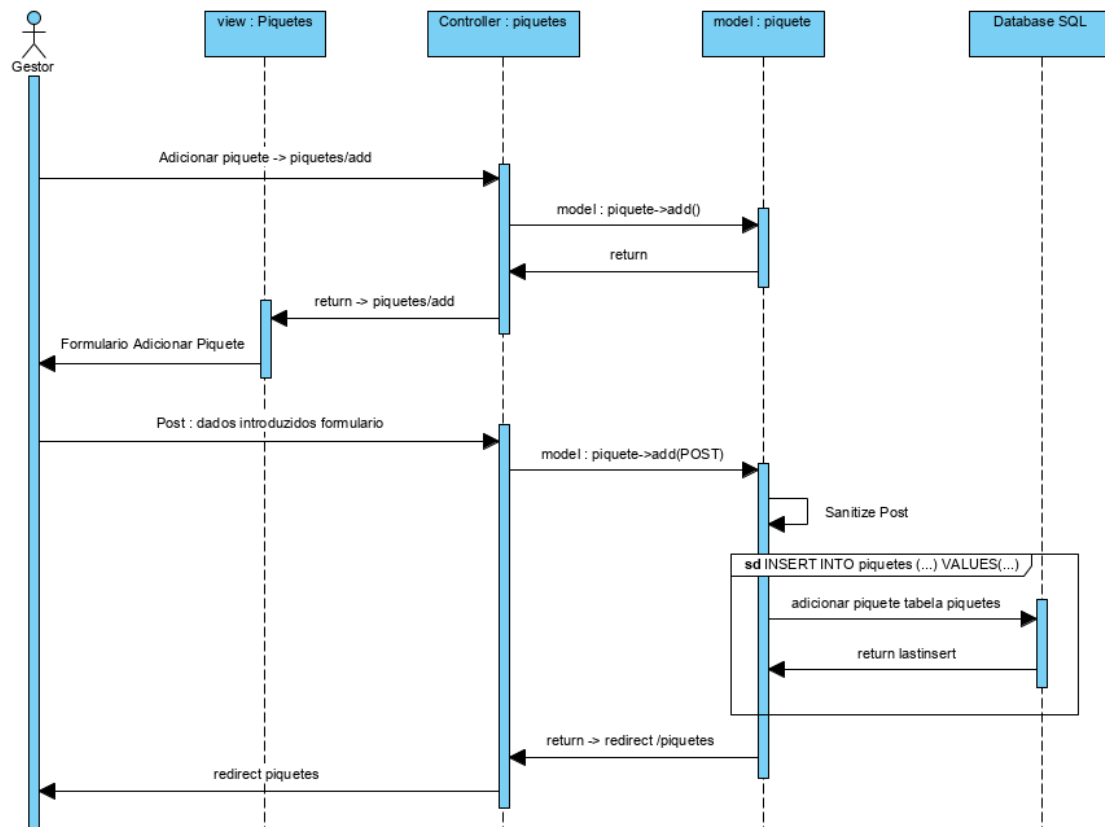 view : Piquetes
Controller : piquetes
model : piquete
Database SQL
Gestor
Adicionar piquete -> piquetes/add
model : piquete->add()
return
return -> piquetes/add
Formulario Adicionar Piquete
Post : dados introduzidos formulario
model : piquete->add(POST)
Sanitize Post
sd INSERT INTO piquetes (...) VALUES(...)
adicionar piquete tabela piquetes
return lastinsert
return -> redirect /piquetes
redirect piquetes